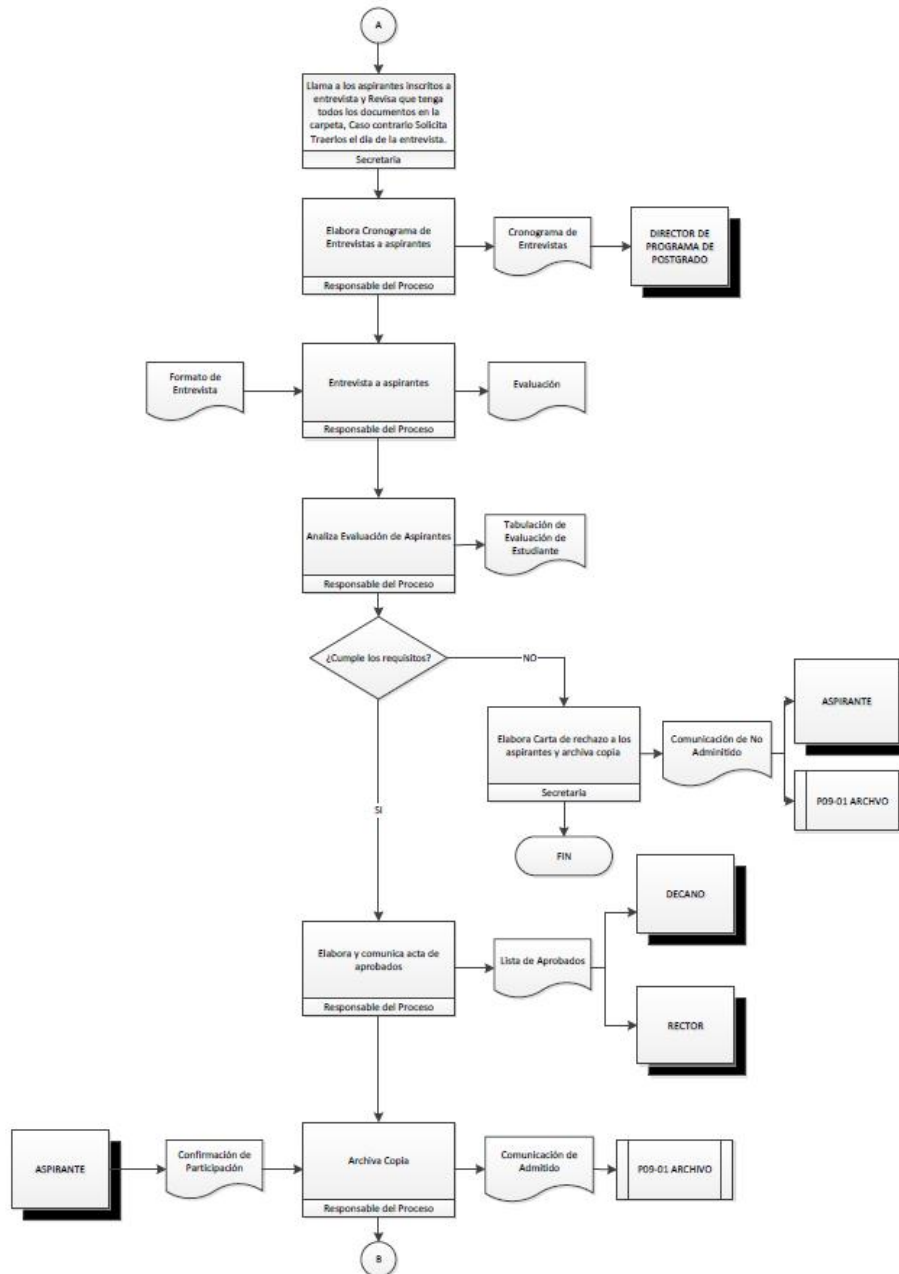 A
Llama a los aspirantes inscritos a
entrevista y Revisa que tenga
todos los documentos en la
carpeta, Caso contrario Solicita
Traerlos el día de la entrevista.
Secretaria
Elabora Cronograma de
Entrevistas a aspirantes
Responsable del Proceso
Cronograma de
Entrevistas
DIRECTOR DE
PROGRAMA DE
POSTGRADO
Formato de
Entrevista
Entrevista a aspirantes
Responsable del Proceso
Evaluación
Analiza Evaluación de Aspirantes
Responsable del Proceso
Tabulación de
Evaluación de
Estudiante
¿Cumple los requisitos?
NO
Elabora Carta de rechazo a los
aspirantes y archiva copia
Secretaria
Comunicación de No
Adminitido
ASPIRANTE
P09-01 ARCHVO
FIN
SI
Elabora y comunica acta de
aprobados
Responsable del Proceso
Lista de Aprobados
DECANO
RECTOR
ASPIRANTE
Confirmación de
Participación
Archiva Copia
Responsable del Proceso
Comunicación de
Admitido
P09-01 ARCHIVO
B